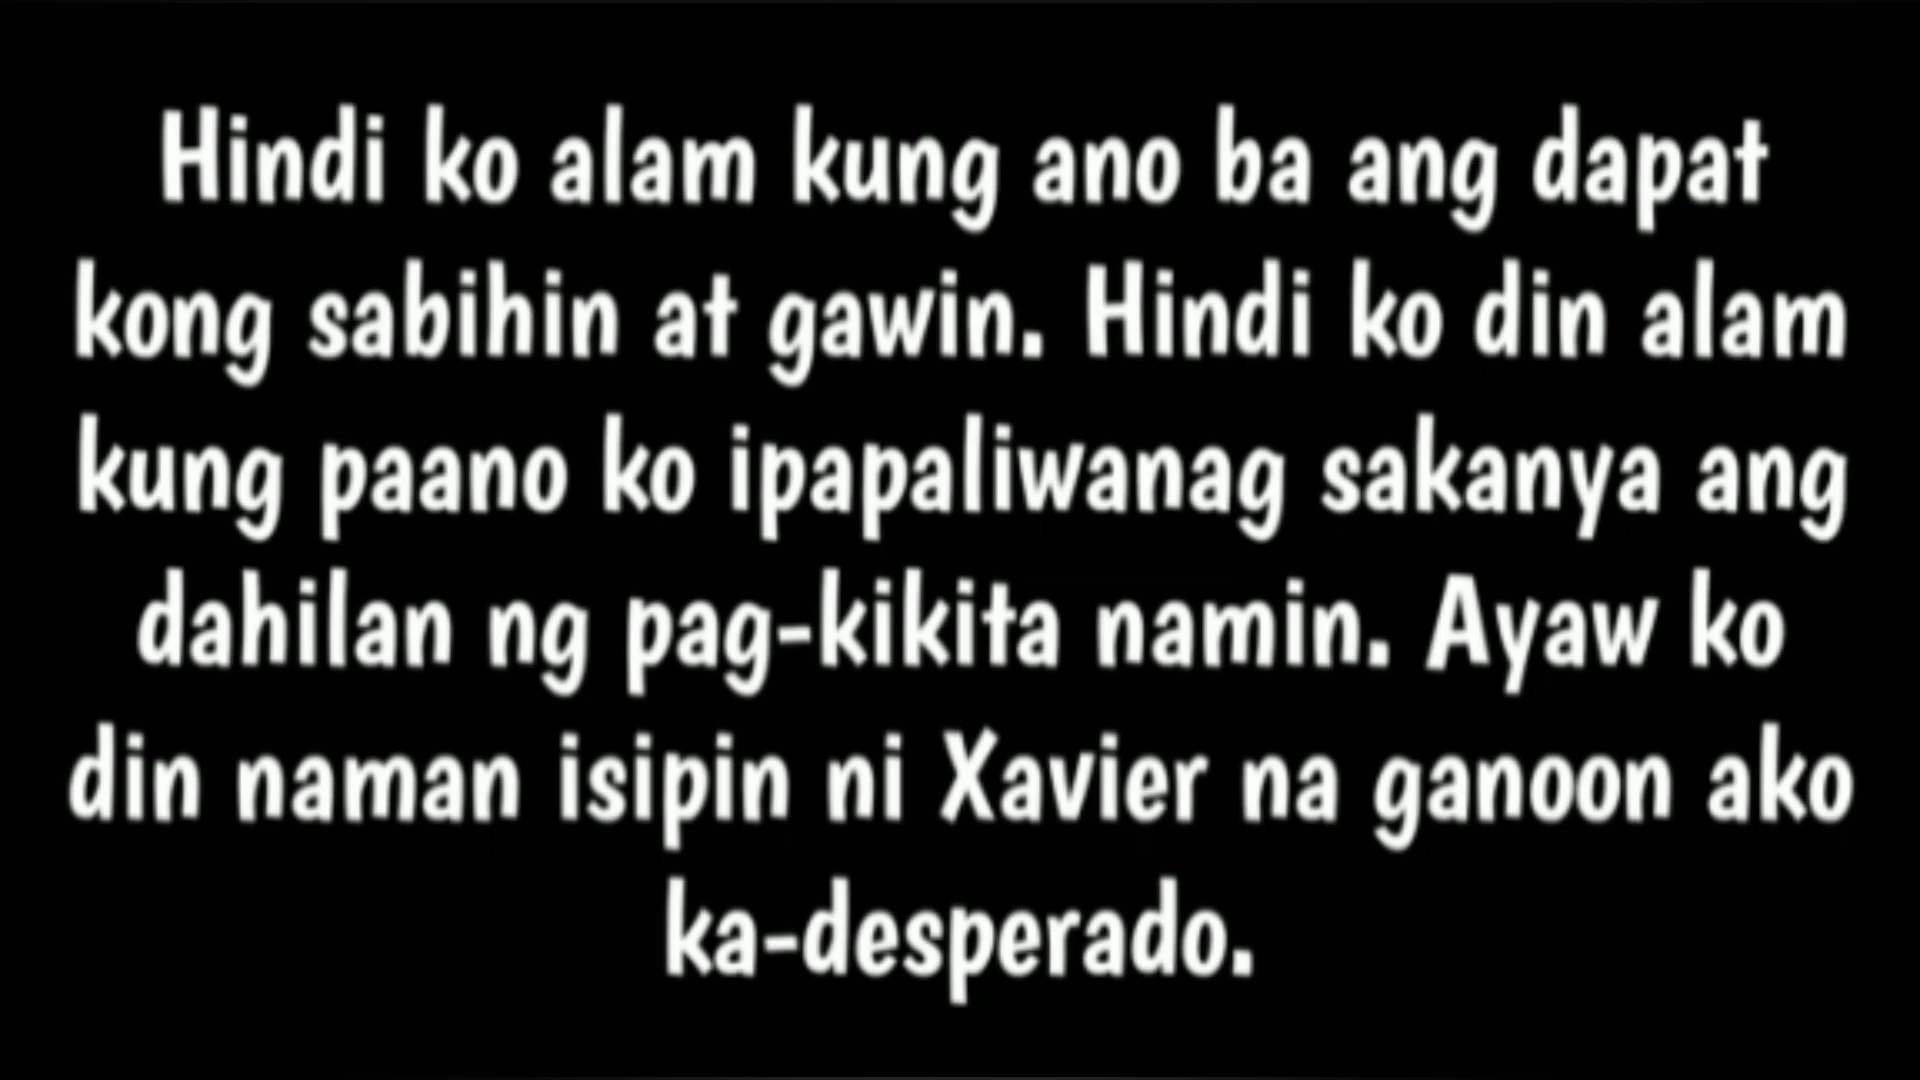 Hindi ko alam kung ano ba ang dapat
kong sabihin at gawin. Hindi ko din alam
kung paano ko ipapaliwanag sakanya ang
dahilan ng pag-kikita namin. Ayaw ko
din naman isipin ni Xavier na ganoon ako
ka-desperado.